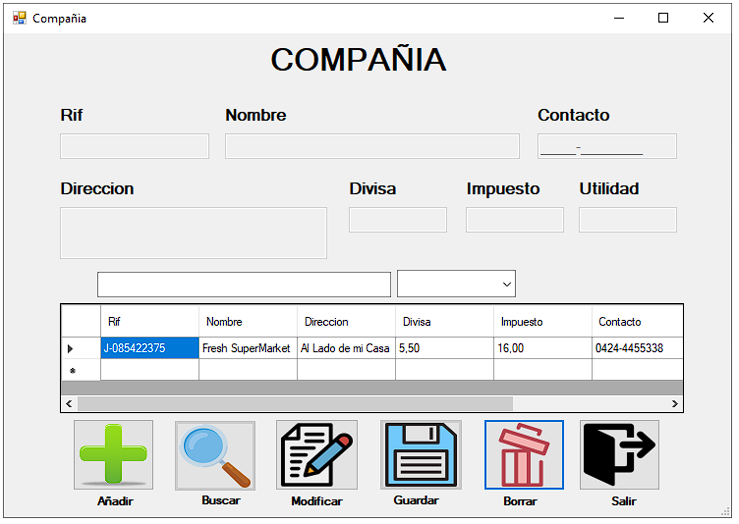 Compañia
COMPAÑIA
Rif Nombre Contacto
____-_______
Direccion Divisa Impuesto Utilidad
Rif Nombre Direccion Divisa Impuesto Contacto
J-085422375 Fresh SuperMarket Al Lado de mi Casa 5,50 16,00 0424-4455338
Añadir Buscar Modificar Guardar Borrar Salir